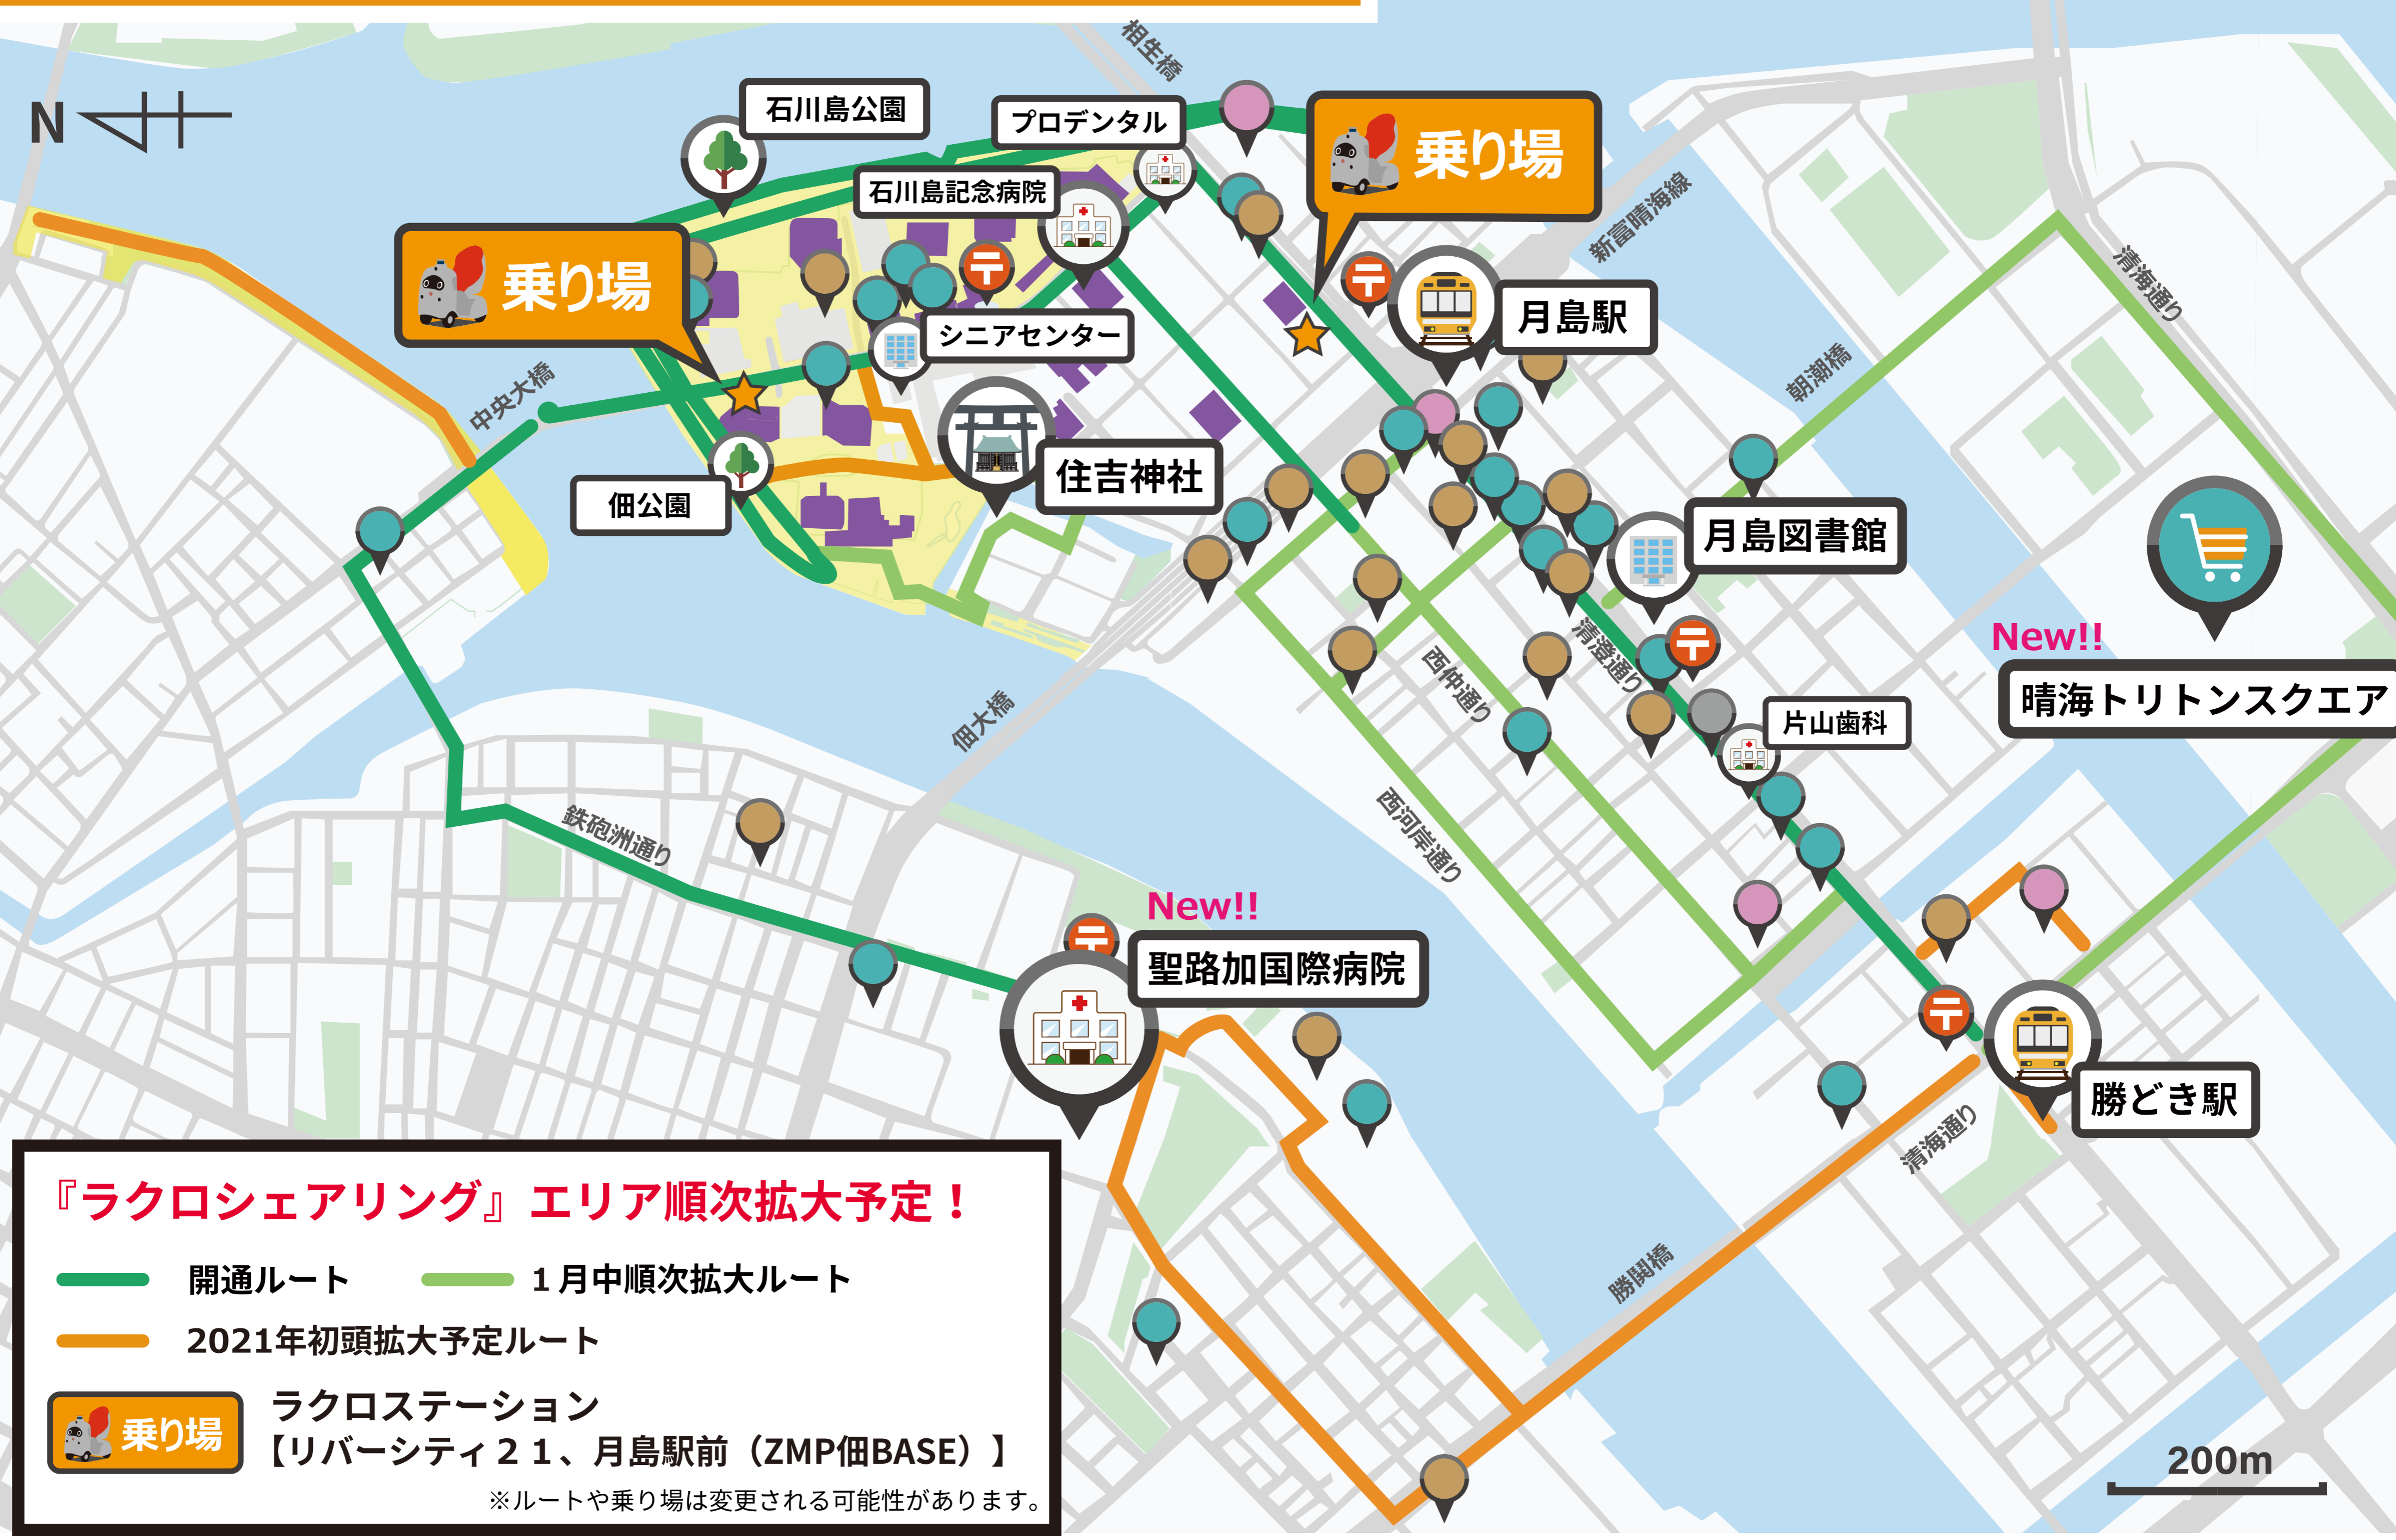 相生橋
N
石川島公園
プロデンタル
乗り場
石川島記念病院
新富晴海線
乗り場
月島駅
清海通り
シニアセンター
朝潮橋
中央大橋
住吉神社
佃公園
月島図書館
New!!
晴海トリトンスクエア
清澄通り
西仲通り
佃大橋
片山歯科
西河岸通り
鉄砲洲通り
New!!
聖路加国際病院
勝どき駅
清海通り
勝鬨橋
『ラクロシェアリング』エリア順次拡大予定！
開通ルート
1月中順次拡大ルート
2021年初頭拡大予定ルート
乗り場
ラクロステーション
【リバーシティ２１、月島駅前（ZMP佃BASE）】
※ルートや乗り場は変更される可能性があります。
200m